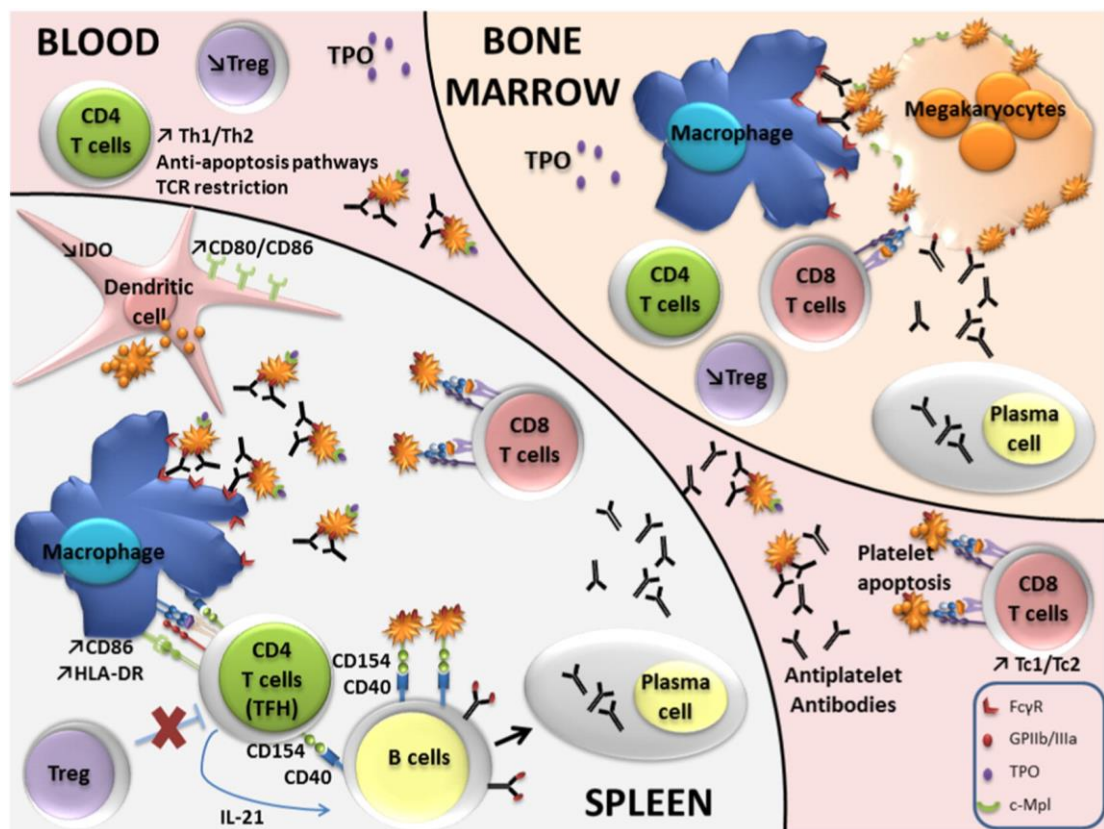 BLOOD
↘Treg
TPO
CD4
T cells
↗ Th1/Th2
Anti-apoptosis pathways
TCR restriction
BONE
MARROW
Macrophage
Megakaryocytes
TPO
CD4
T cells
CD8
T cells
↘Treg
Plasma
cell
↘IDO
↗CD80/CD86
Dendritic
cell
CD8
T cells
Macrophage
↗CD86
↗HLA-DR
CD4
T cells
(TFH)
CD154
CD40
CD154
CD40
Treg
IL-21
B cells
Plasma
cell
SPLEEN
Platelet
apoptosis
CD8
T cells
↗ Tc1/Tc2
Antiplatelet
Antibodies
FcγR
GPIIb/IIIa
TPO
c-Mpl